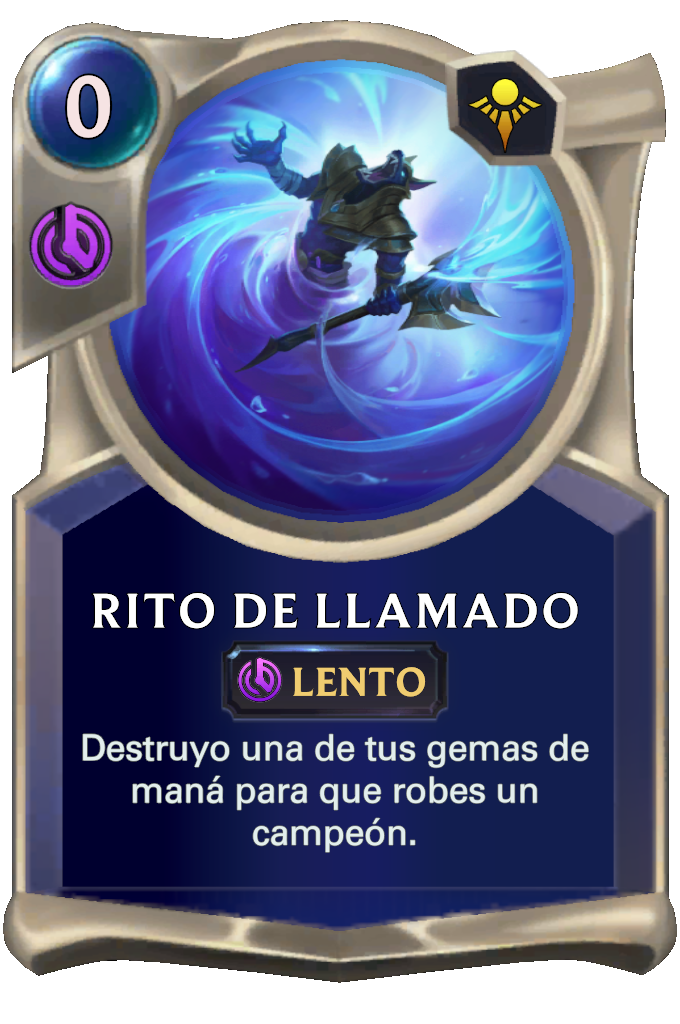 0
RITO DE LLAMADO
LENTO
Destruyo una de tus gemas de
maná para que robes un
campeón.